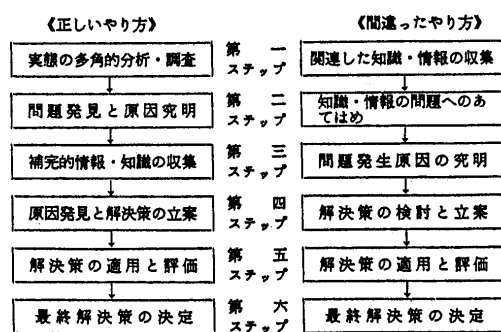 《正しいやり方》
《間違ったやり方》
実態の多角的分析・調査
第一
ステップ
関連した知識・情報の収集
問題発見と原因究明
第二
ステップ
知識・情報の問題へのあ
てはめ
補完的情報・知識の収集
第三
ステップ
問題発生原因の究明
原因発見と解決策の立案
第四
ステップ
解決策の検討と立案
解決策の適用と評価
第五
ステップ
解決策の適用と評価
最終解決策の決定
第六
ステップ
最終解決策の決定